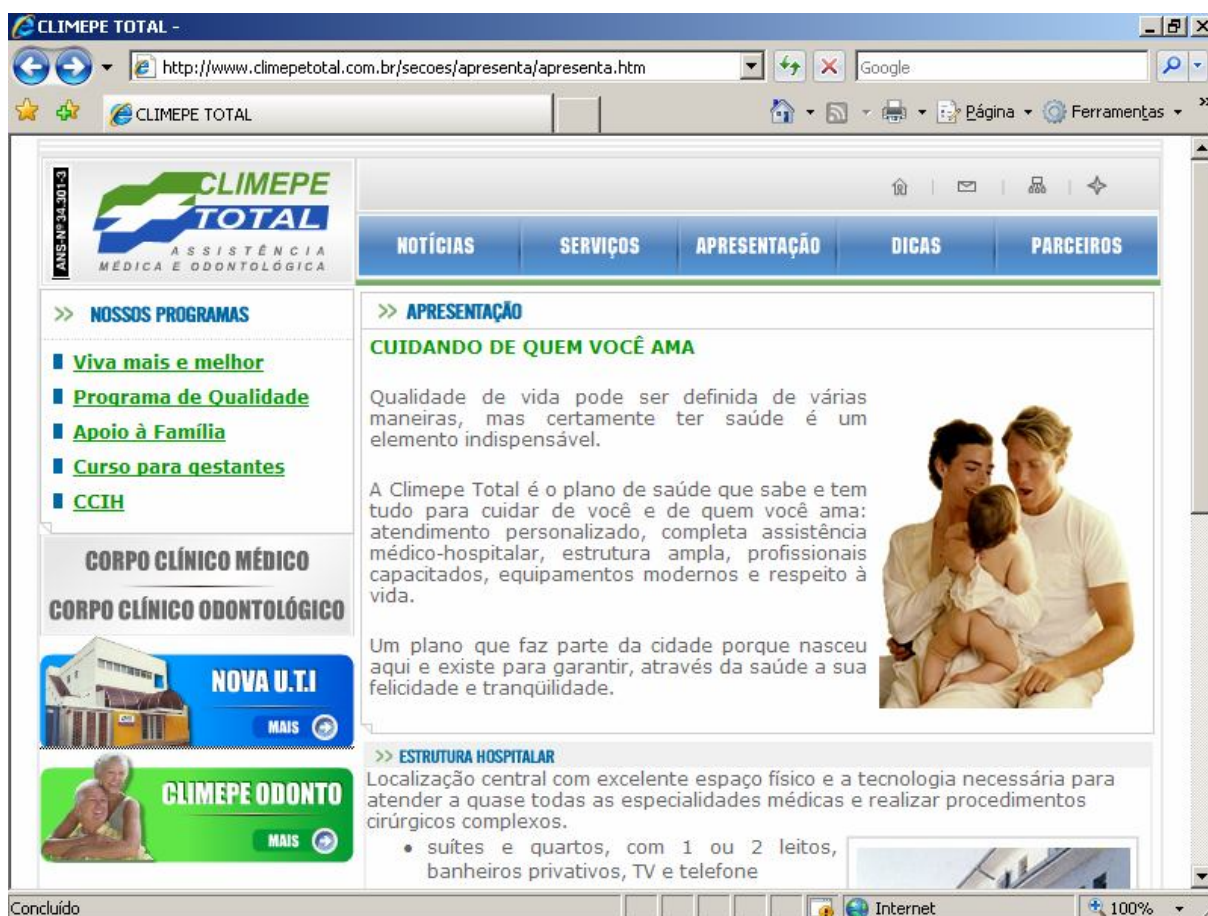 CLIMEPE TOTAL -
http://www.climepetotal.com.br/secoes/apresenta/apresenta.htm
Google
CLIMEPE TOTAL
Página
Ferramentas
ANS-Nº 34.301-3
CLIMEPE
TOTAL
ASSISTÊNCIA
MÉDICA E ODONTOLÓGICA
NOTÍCIAS SERVIÇOS APRESENTAÇÃO DICAS PARCEIROS
>> NOSSOS PROGRAMAS
Viva mais e melhor
Programa de Qualidade
Apoio à Família
Curso para gestantes
CCIH
CORPO CLÍNICO MÉDICO
CORPO CLÍNICO ODONTOLÓGICO
NOVA U.T.I
MAIS
CLIMEPE ODONTO
MAIS
>> APRESENTAÇÃO
CUIDANDO DE QUEM VOCÊ AMA
Qualidade de vida pode ser definida de várias
maneiras, mas certamente ter saúde é um
elemento indispensável.
A Climepe Total é o plano de saúde que sabe e tem
tudo para cuidar de você e de quem você ama:
atendimento personalizado, completa assistência
médico-hospitalar, estrutura ampla, profissionais
capacitados, equipamentos modernos e respeito à
vida.
Um plano que faz parte da cidade porque nasceu
aqui e existe para garantir, através da saúde a sua
felicidade e tranqüilidade.
>> ESTRUTURA HOSPITALAR
Localização central com excelente espaço físico e a tecnologia necessária para
atender a quase todas as especialidades médicas e realizar procedimentos
cirúrgicos complexos.
• suítes e quartos, com 1 ou 2 leitos,
banheiros privativos, TV e telefone
Concluído
Internet
100%